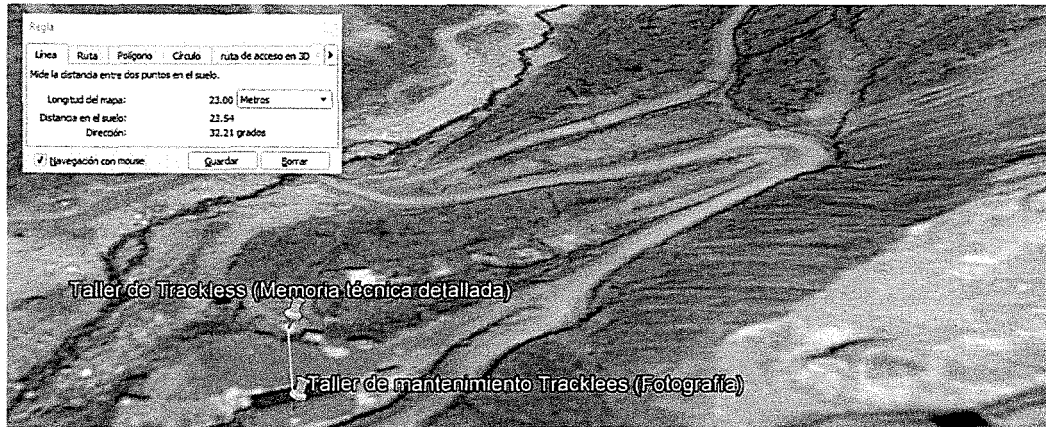 Regla
Línea Ruta Polígono Círculo ruta de acceso en 3D
Mide la distancia entre dos puntos en el suelo.
Longitud del mapa: 23.00 Metros
Distancia en el suelo: 23.54
Dirección: 32.21 grados
Navegación con mouse Guardar Borrar
Taller de Trackless (Memoria técnica detallada)
Taller de mantenimiento Tracklees (Fotografía)